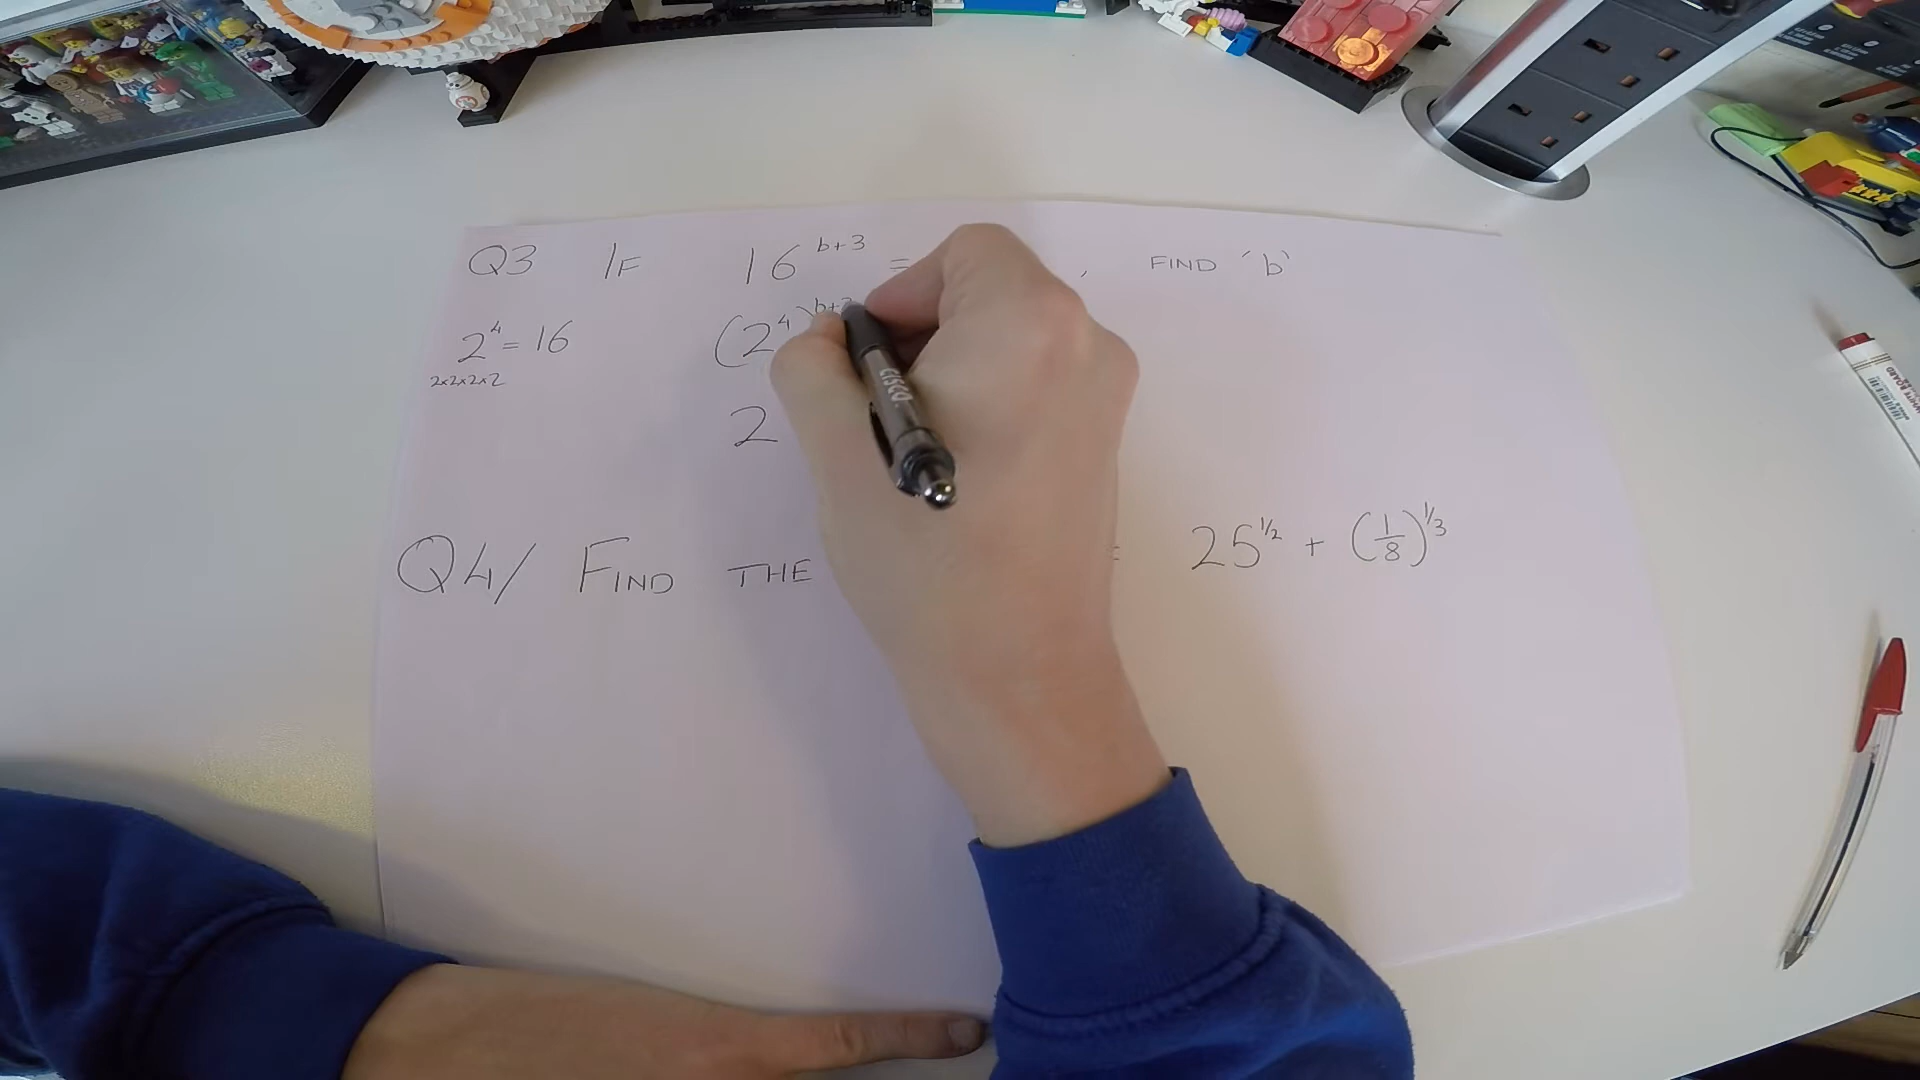 Q3 IF 16^b+3 = , FIND 'b'
2^4 = 16 (2^4)^b+3
2x2x2x2
2
CISCO
Q4/ FIND THE 25^1/2 + (1/8)^1/3